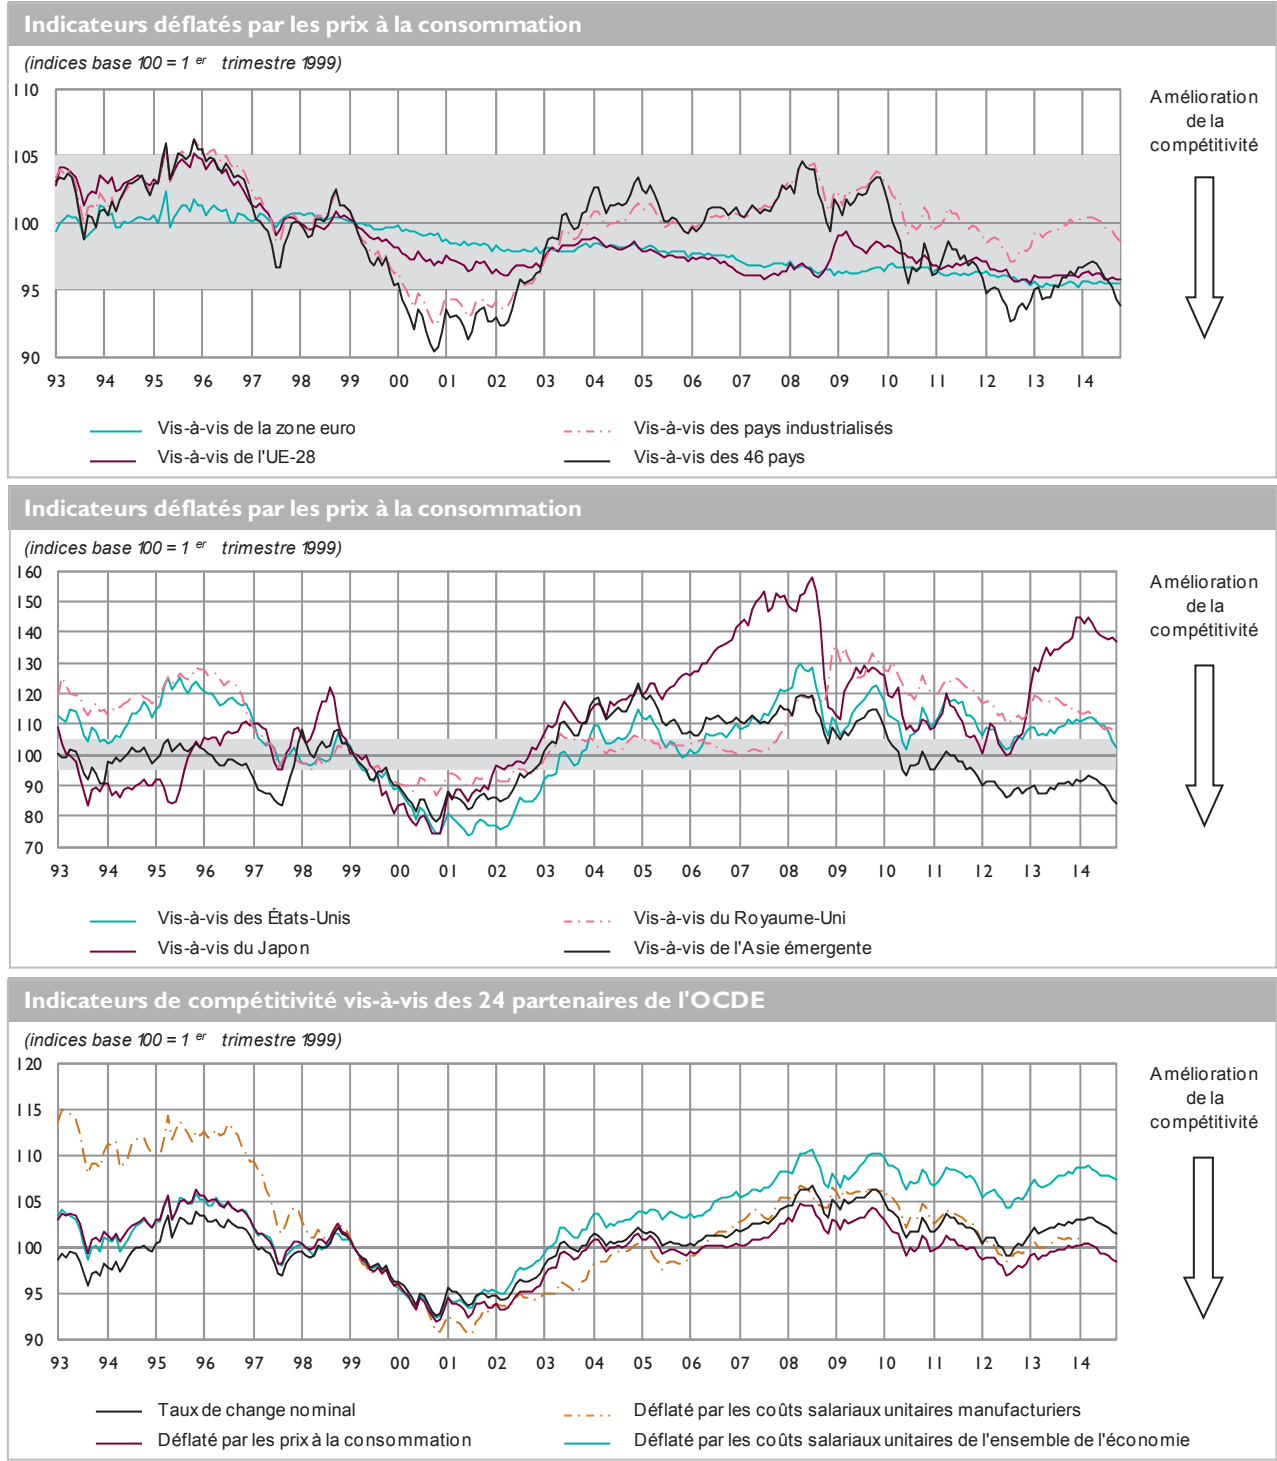 Indicateurs déflatés par les prix à la consommation
(indices base 100 = 1 er trimestre 1999)
110
105
100
95
90
93 94 95 96 97 98 99 00 01 02 03 04 05 06 07 08 09 10 11 12 13 14
Amélioration
de la
compétitivité
Vis-à-vis de la zone euro
Vis-à-vis des pays industrialisés
Vis-à-vis de l'UE-28
Vis-à-vis des 46 pays
Indicateurs déflatés par les prix à la consommation
(indices base 100 = 1 er trimestre 1999)
160
150
140
130
120
110
100
90
80
70
93 94 95 96 97 98 99 00 01 02 03 04 05 06 07 08 09 10 11 12 13 14
Amélioration
de la
compétitivité
Vis-à-vis des États-Unis
Vis-à-vis du Royaume-Uni
Vis-à-vis du Japon
Vis-à-vis de l'Asie émergente
Indicateurs de compétitivité vis-à-vis des 24 partenaires de l'OCDE
(indices base 100 = 1 er trimestre 1999)
120
115
110
105
100
95
90
93 94 95 96 97 98 99 00 01 02 03 04 05 06 07 08 09 10 11 12 13 14
Amélioration
de la
compétitivité
Taux de change nominal
Déflaté par les coûts salariaux unitaires manufacturiers
Déflaté par les prix à la consommation
Déflaté par les coûts salariaux unitaires de l'ensemble de l'économie